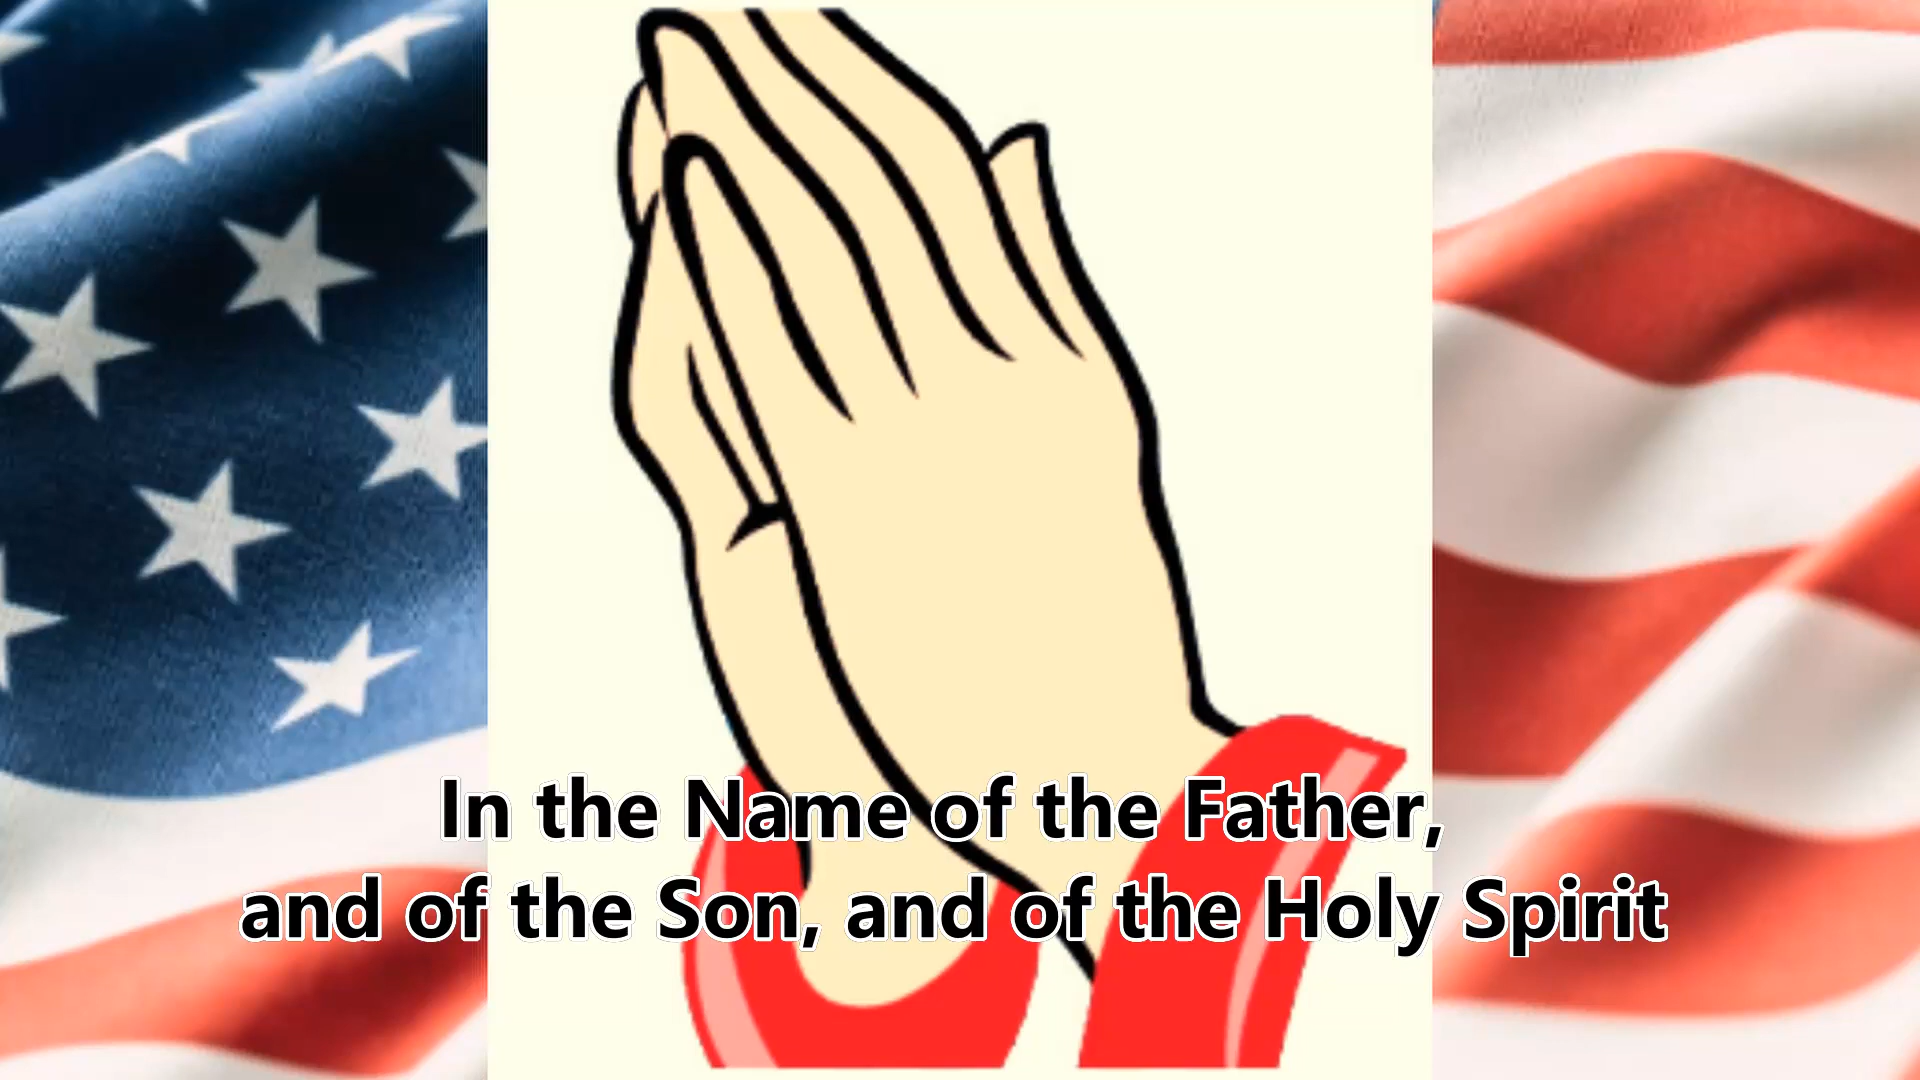 In the Name of the Father,
and of the Son, and of the Holy Spirit